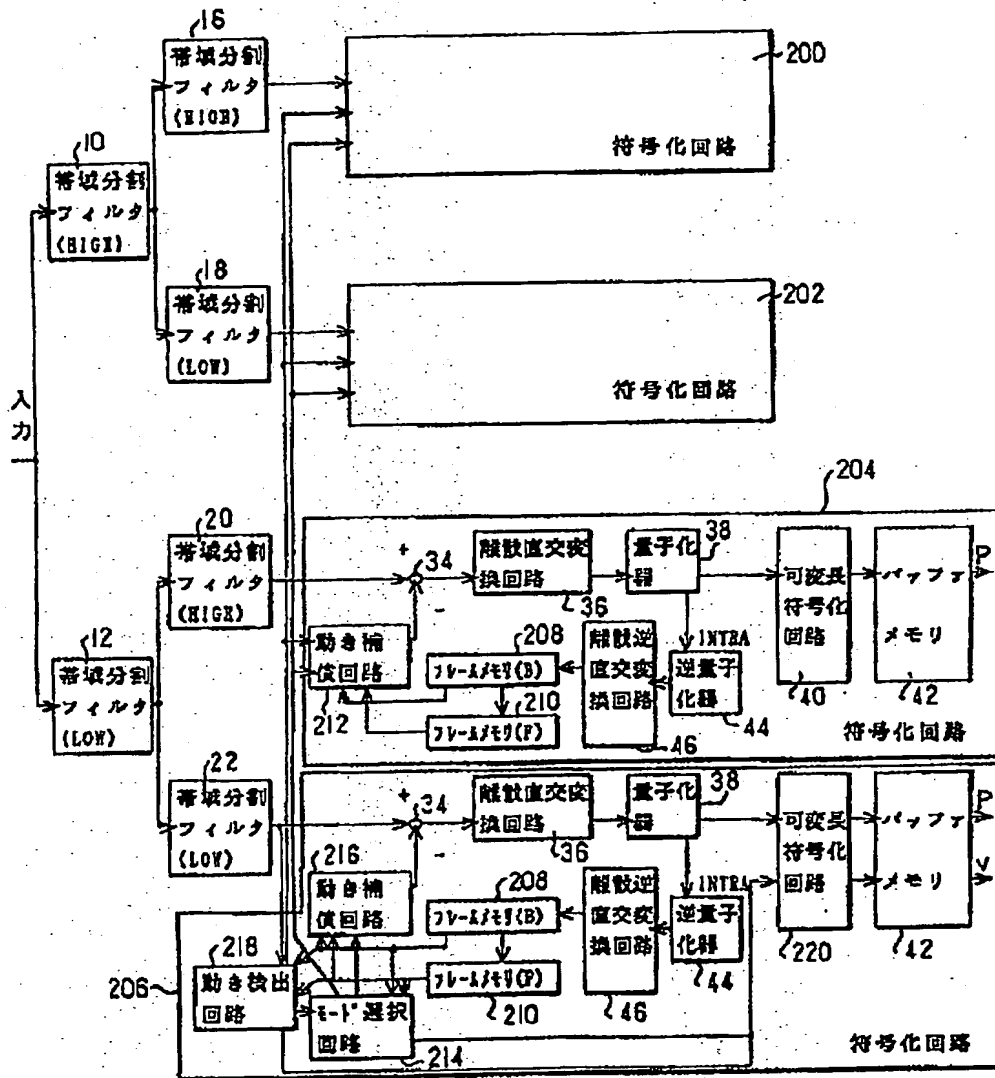 16
帯域分割
フィルタ
(HIGH)
200
符号化回路
10
帯域分割
フィルタ
(HIGH)
18
帯域分割
フィルタ
(LOW)
202
符号化回路
入力
204
20
帯域分割
フィルタ
(HIGH)
+
34
-
離散直交変
換回路
36
量子化
器
38
可変長
符号化
回路
40
バッファ
メモリ
42
P
動き補
償回路
212
208
フレームメモリ(B)
210
フレームメモリ(F)
離散逆
直交変
換回路
46
INTRA
逆量子
化器
44
符号化回路
12
帯域分割
フィルタ
(LOW)
22
帯域分割
フィルタ
(LOW)
+
34
-
離散直交変
換回路
36
量子化
器
38
可変長
符号化
回路
220
バッファ
メモリ
42
P
V
216
動き補
償回路
208
フレームメモリ(B)
フレームメモリ(F)
210
離散逆
直交変
換回路
46
INTRA
逆量子
化器
44
206
218
動き検出
回路
モード選択
回路
214
符号化回路